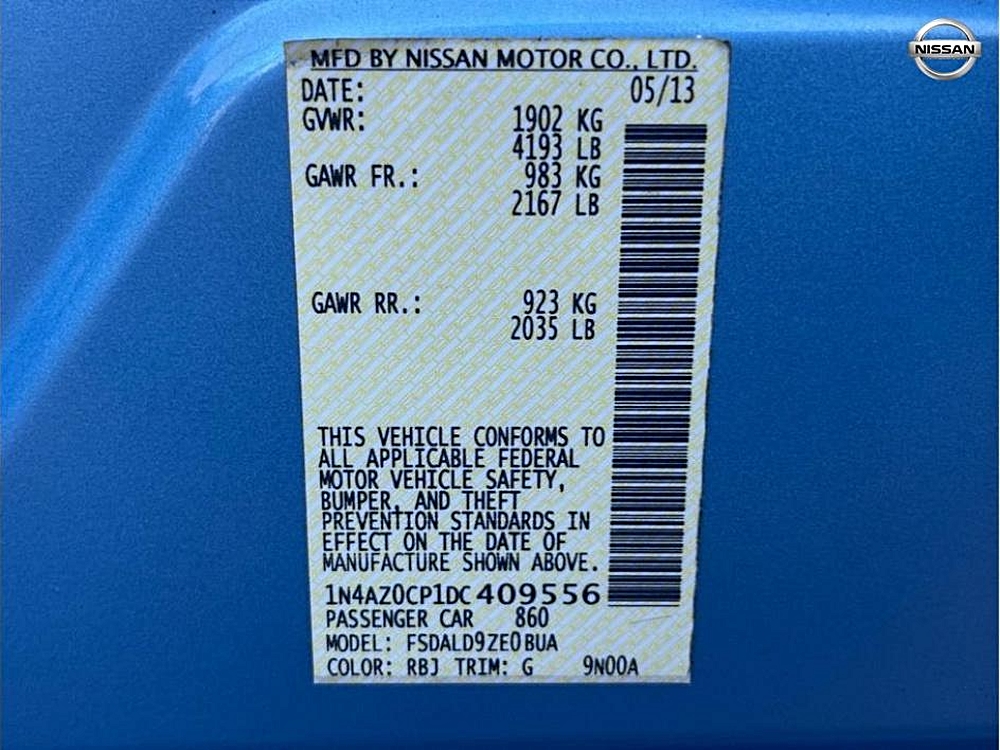 NISSAN
MFD BY NISSAN MOTOR CO., LTD.
DATE: 05/13
GVWR: 1902 KG
4193 LB
GAWR FR.: 983 KG
2167 LB
GAWR RR.: 923 KG
2035 LB
THIS VEHICLE CONFORMS TO
ALL APPLICABLE FEDERAL
MOTOR VEHICLE SAFETY,
BUMPER, AND THEFT
PREVENTION STANDARDS IN
EFFECT ON THE DATE OF
MANUFACTURE SHOWN ABOVE.
1N4AZ0CP1DC409556
PASSENGER CAR 860
MODEL: FSDALD9ZE0BUA
COLOR: RBJ TRIM: G 9N00A